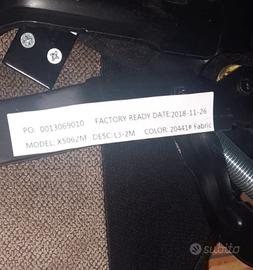 PO: 0013069010 FACTORY READY DATE:2018-11-26
MODEL: X5062M DESC: L3-2M COLOR: 20441# Fabric
subito